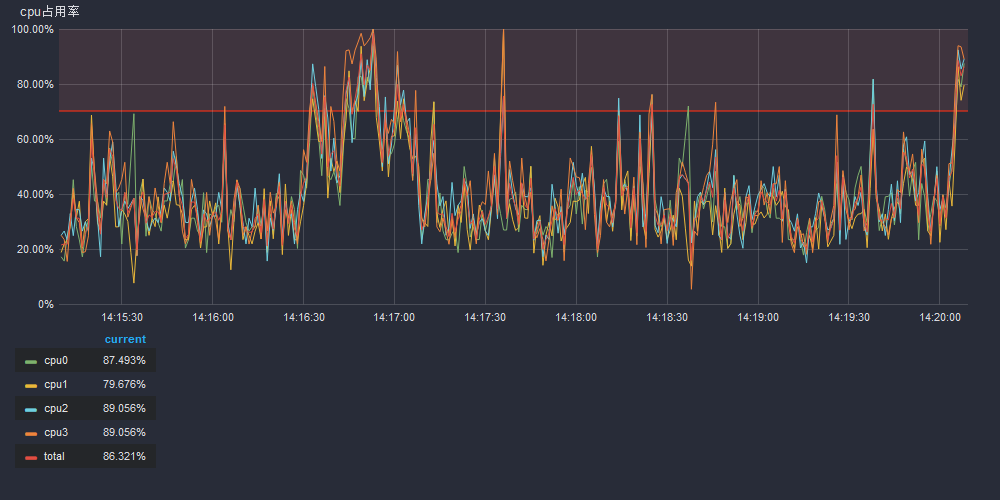 cpu占用率
100.00%
80.00%
60.00%
40.00%
20.00%
0%
14:15:30 14:16:00 14:16:30 14:17:00 14:17:30 14:18:00 14:18:30 14:19:00 14:19:30 14:20:00
current
cpu0 87.493%
cpu1 79.676%
cpu2 89.056%
cpu3 89.056%
total 86.321%